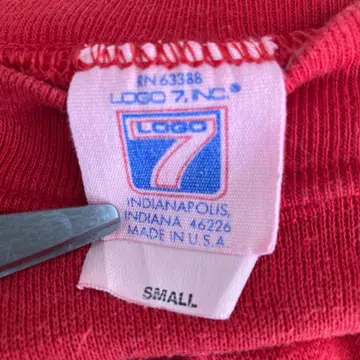 RN 63388
LOGO 7, INC.®
LOGO
7
INDIANAPOLIS,
INDIANA 46226
MADE IN U.S.A.
SMALL